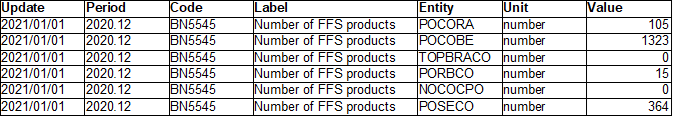 Update Period Code Label Entity Unit Value
2021/01/01 2020.12 BN5545 Number of FFS products POCORA number 105
2021/01/01 2020.12 BN5545 Number of FFS products POCOBE number 1323
2021/01/01 2020.12 BN5545 Number of FFS products TOPBRACO number 0
2021/01/01 2020.12 BN5545 Number of FFS products PORBCO number 15
2021/01/01 2020.12 BN5545 Number of FFS products NOCOCPO number 0
2021/01/01 2020.12 BN5545 Number of FFS products POSECO number 364